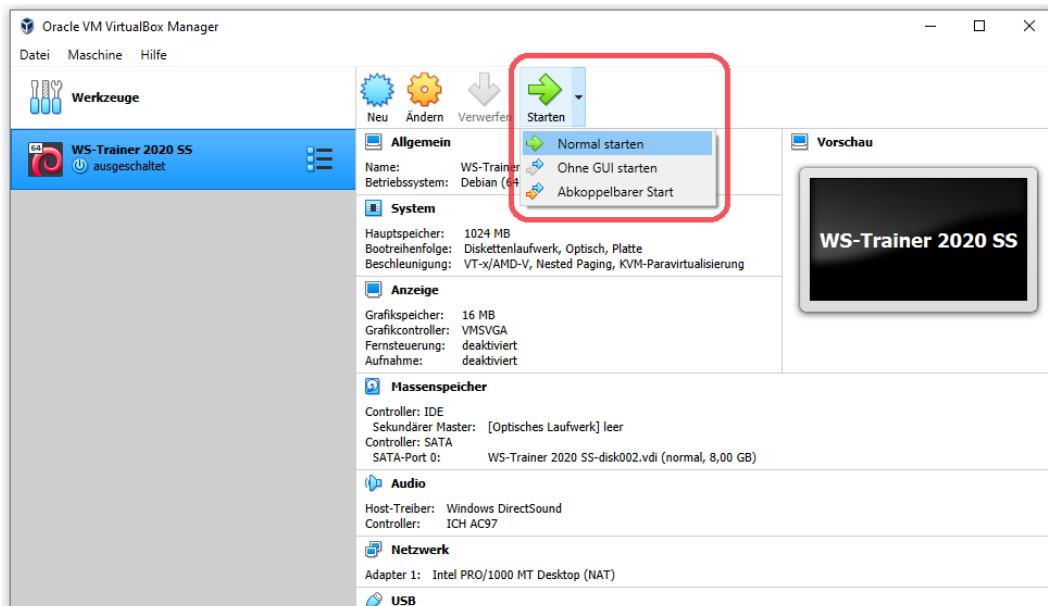 Oracle VM VirtualBox Manager
Datei Maschine Hilfe
Werkzeuge
Neu Ändern Verwerfen Starten
64
WS-Trainer 2020 SS
ausgeschaltet
Normal starten
Ohne GUI starten
Abkoppelbarer Start
Allgemein
Name: WS-Trainer
Betriebssystem: Debian (64
System
Hauptspeicher: 1024 MB
Bootreihenfolge: Diskettenlaufwerk, Optisch, Platte
Beschleunigung: VT-x/AMD-V, Nested Paging, KVM-Paravirtualisierung
Anzeige
Grafikspeicher: 16 MB
Grafikcontroller: VMSVGA
Fernsteuerung: deaktiviert
Aufnahme: deaktiviert
Vorschau
WS-Trainer 2020 SS
Massenspeicher
Controller: IDE
Sekundärer Master: [Optisches Laufwerk] leer
Controller: SATA
SATA-Port 0: WS-Trainer 2020 SS-disk002.vdi (normal, 8,00 GB)
Audio
Host-Treiber: Windows DirectSound
Controller: ICH AC97
Netzwerk
Adapter 1: Intel PRO/1000 MT Desktop (NAT)
USB